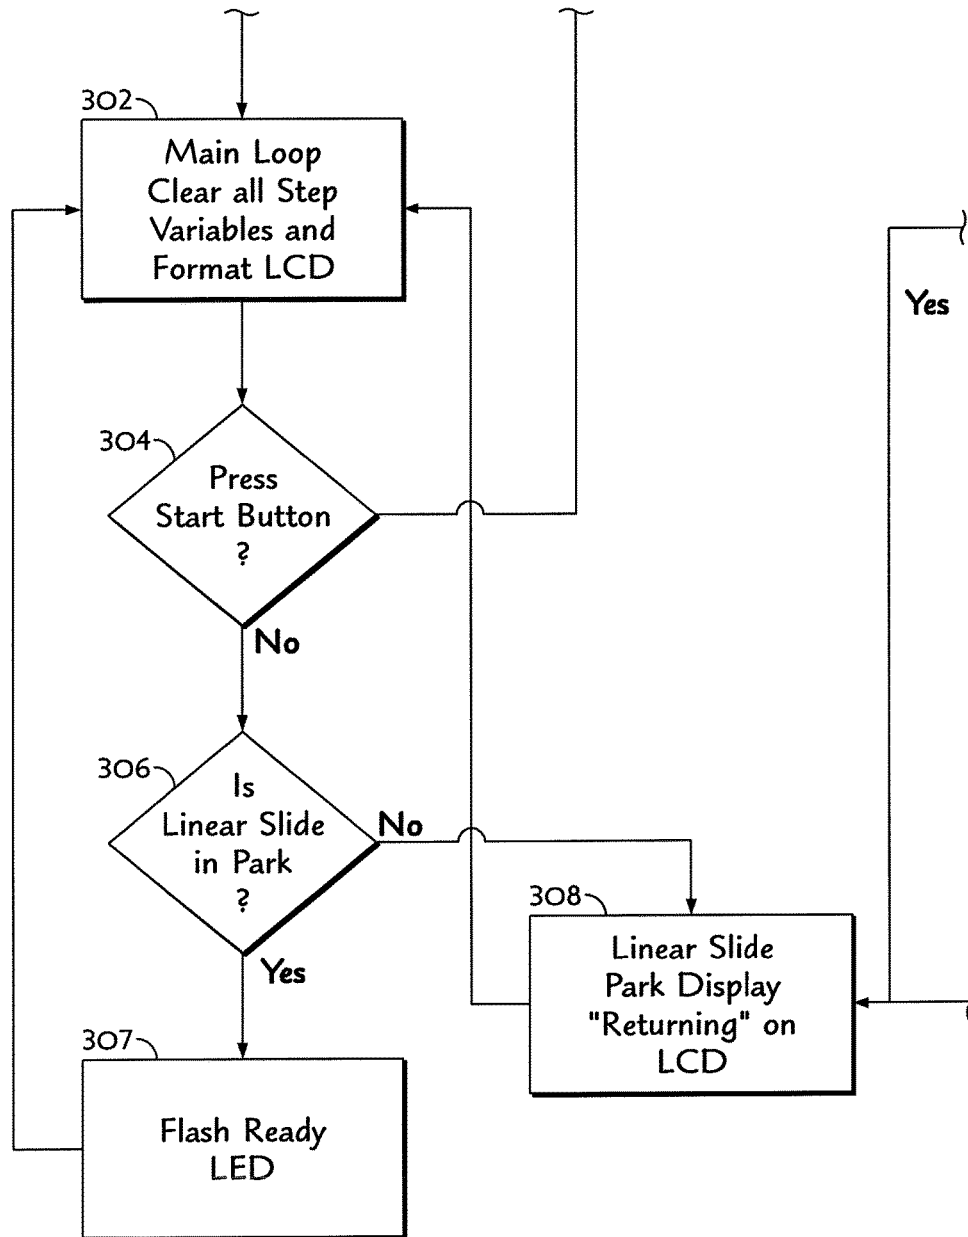 302
Main Loop
Clear all Step
Variables and
Format LCD
Yes
304
Press
Start Button
?
No
306
Is
Linear Slide
in Park
?
No
Yes
308
Linear Slide
Park Display
"Returning" on
LCD
307
Flash Ready
LED